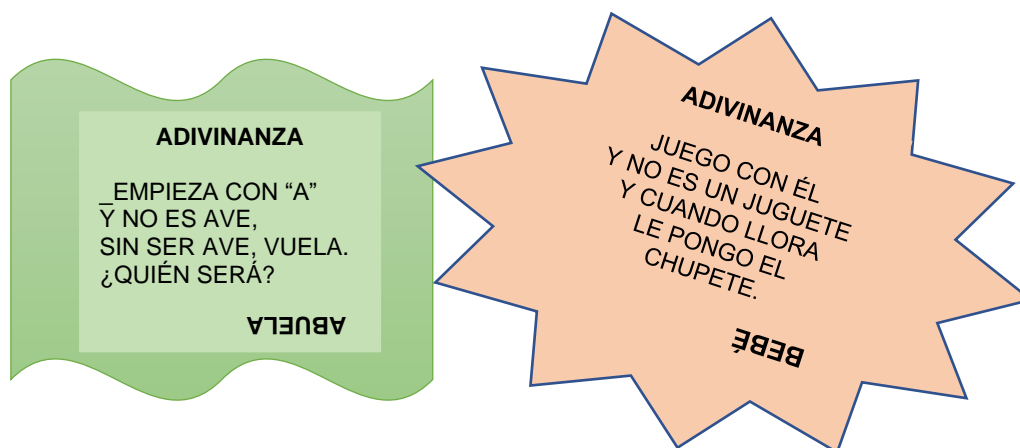 ADIVINANZA
_EMPIEZA CON “A”
Y NO ES AVE,
SIN SER AVE, VUELA.
¿QUIÉN SERÁ?
ABUELA
ADIVINANZA
JUEGO CON ÉL
Y NO ES UN JUGUETE
Y CUANDO LLORA
LE PONGO EL
CHUPETE.
BEBÉ